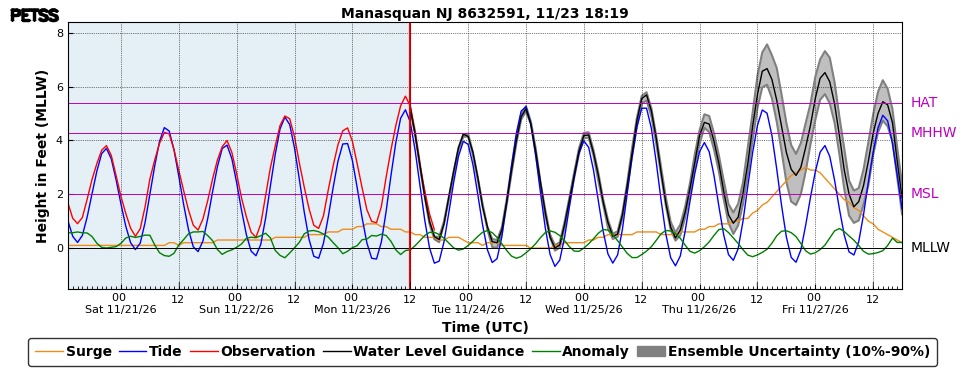 PETSS
Manasquan NJ 8632591, 11/23 18:19
Height in Feet (MLLW)
8
6
4
2
0
HAT
MHHW
MSL
MLLW
00 12 00 12 00 12 00 12 00 12 00 12 00 12
Sat 11/21/26 Sun 11/22/26 Mon 11/23/26 Tue 11/24/26 Wed 11/25/26 Thu 11/26/26 Fri 11/27/26
Time (UTC)
Surge Tide Observation Water Level Guidance Anomaly Ensemble Uncertainty (10%-90%)